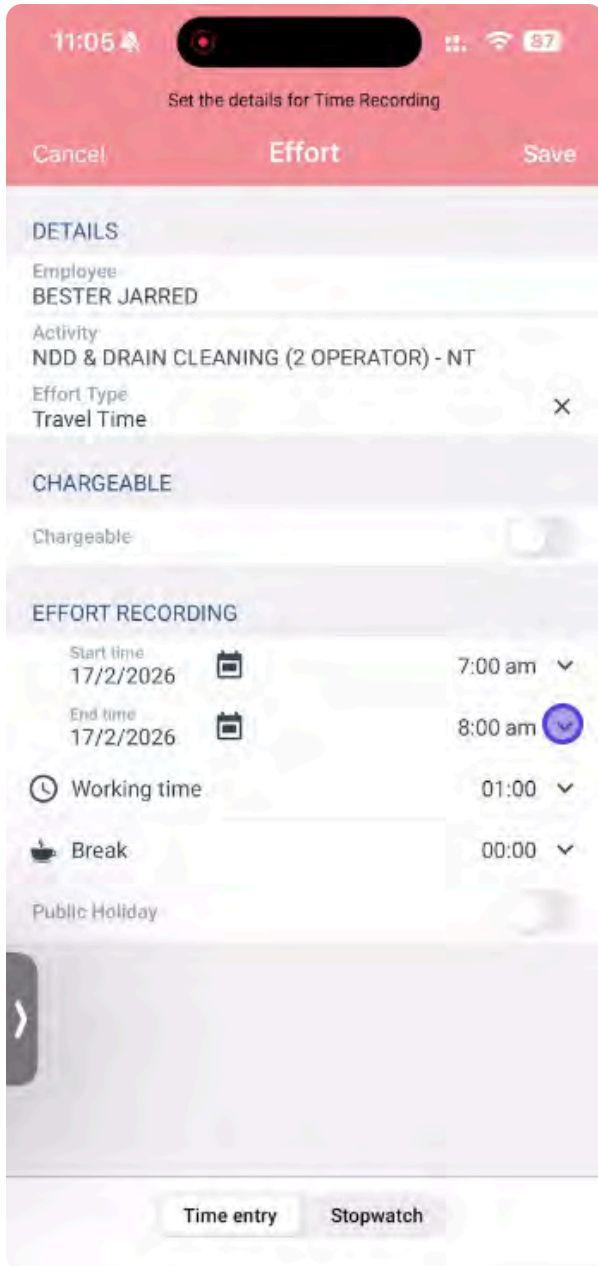 11:05
87
Set the details for Time Recording
Cancel Effort Save
DETAILS
Employee
BESTER JARRED
Activity
NDD & DRAIN CLEANING (2 OPERATOR) - NT
Effort Type
Travel Time
CHARGEABLE
Chargeable
EFFORT RECORDING
Start time
17/2/2026 7:00 am
End time
17/2/2026 8:00 am
Working time 01:00
Break 00:00
Public Holiday
Time entry Stopwatch